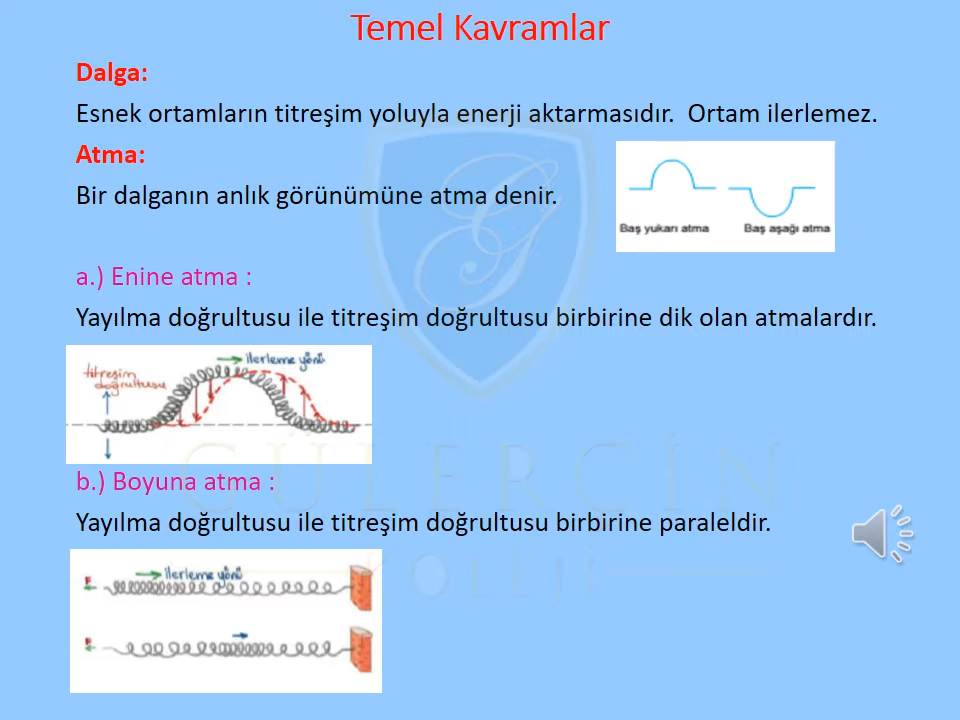 Temel Kavramlar
Dalga:
Esnek ortamların titreşim yoluyla enerji aktarmasıdır. Ortam ilerlemez.
Atma:
Bir dalganın anlık görünümüne atma denir.
Baş yukarı atma Baş aşağı atma
a.) Enine atma :
Yayılma doğrultusu ile titreşim doğrultusu birbirine dik olan atmalardır.
ilerleme yönü
titreşim
doğrultusu
b.) Boyuna atma :
Yayılma doğrultusu ile titreşim doğrultusu birbirine paraleldir.
ilerleme yönü
F
F
G
GÜLERÇİN
KOLEJİ